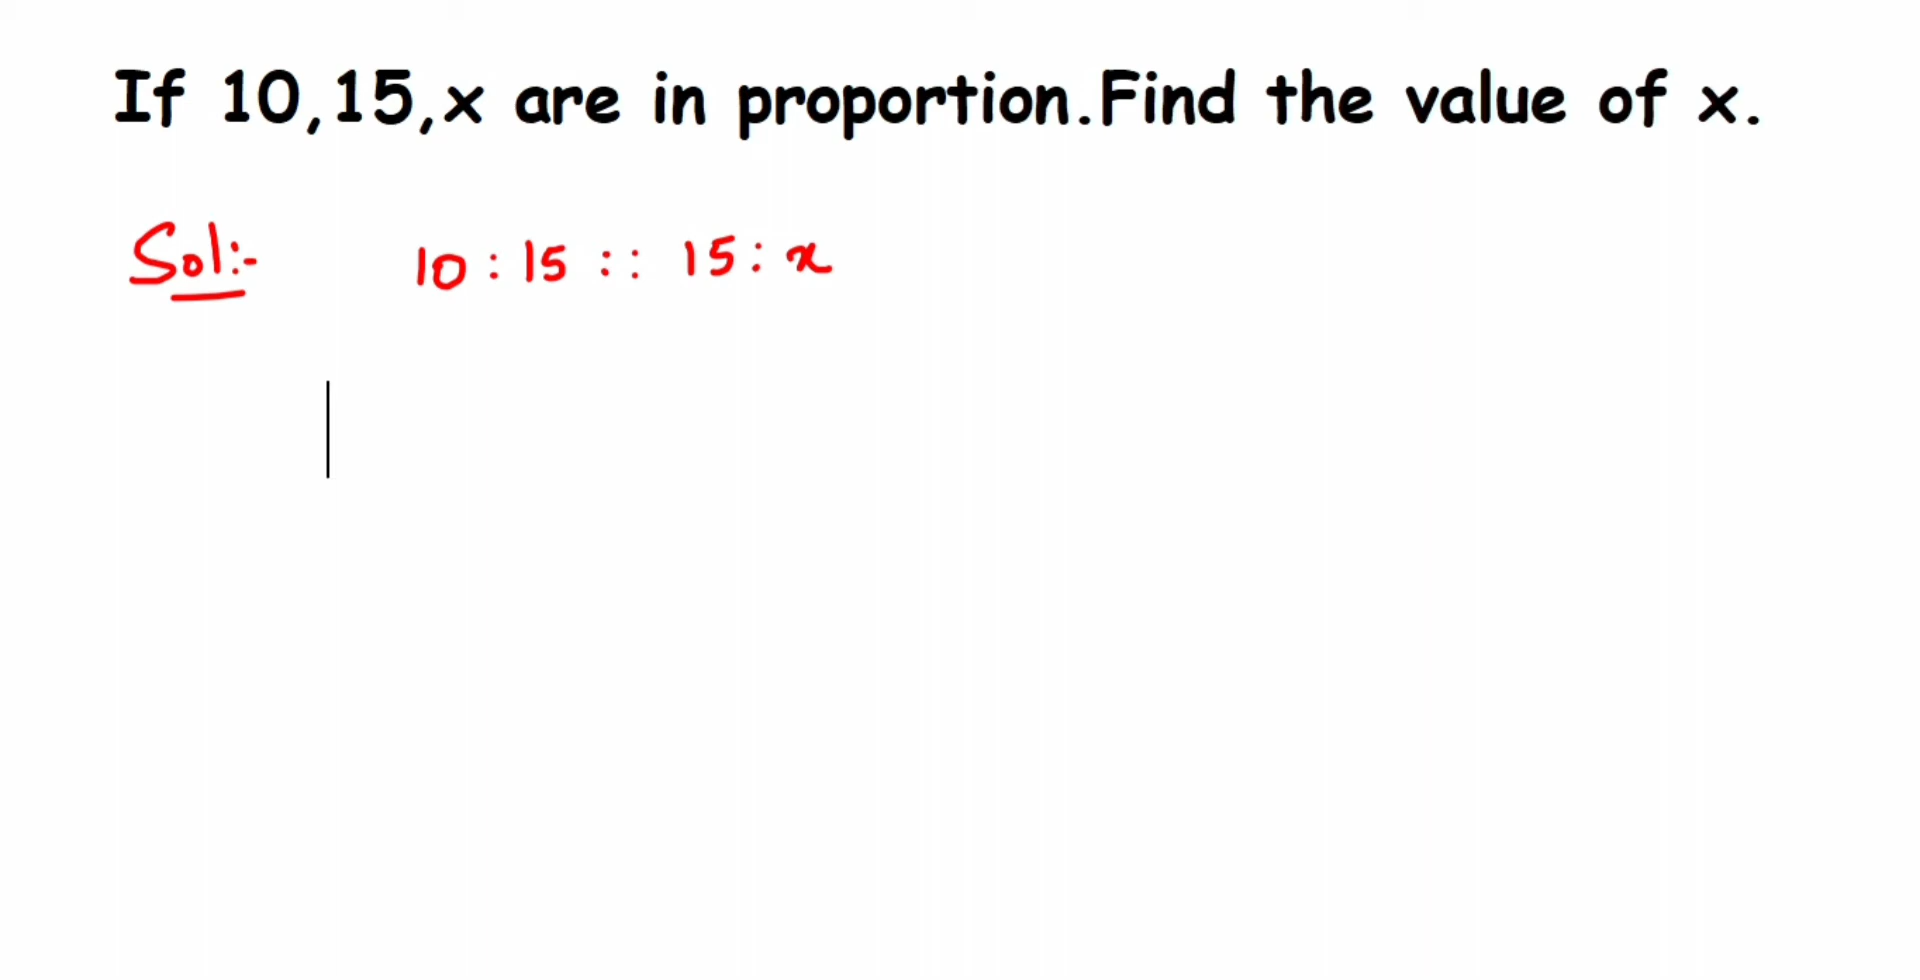 If 10,15,x are in proportion.Find the value of x.
Sol:- 10 : 15 :: 15 : x